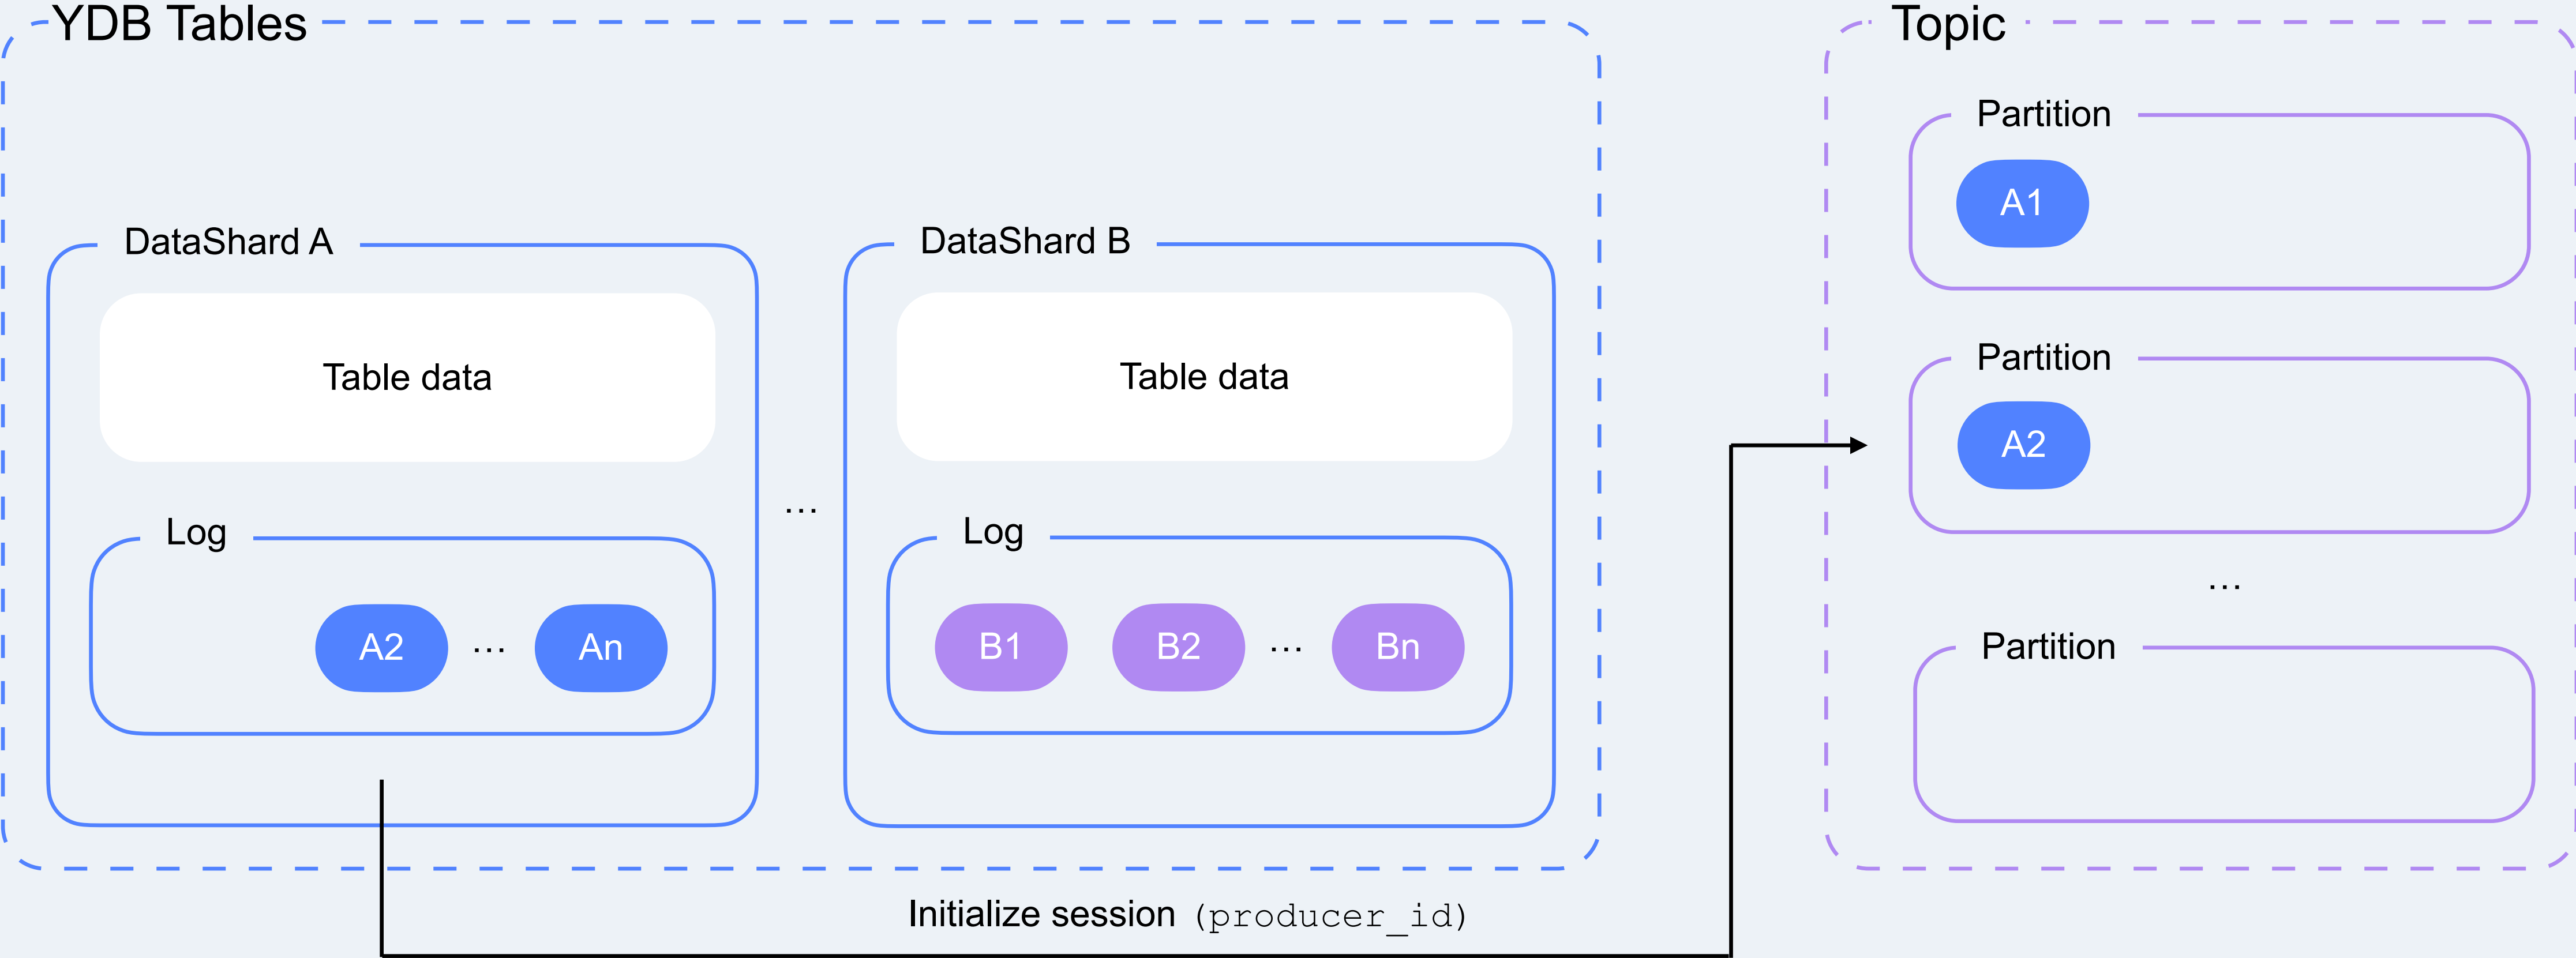 YDB Tables
DataShard A
Table data
Log
A2 ... An
...
DataShard B
Table data
Log
B1 B2 ... Bn
Initialize session (producer_id)
Topic
Partition
A1
Partition
A2
...
Partition